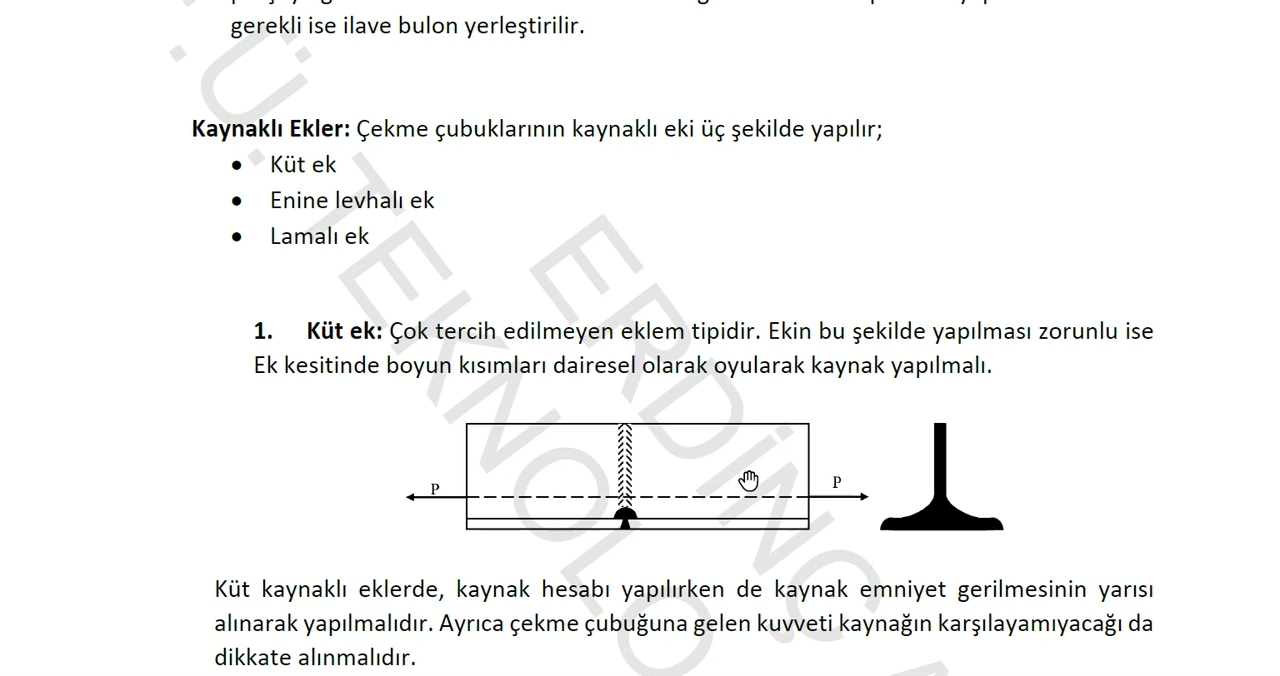 gerekli ise ilave bulon yerleştirilir.
Kaynaklı Ekler: Çekme çubuklarının kaynaklı eki üç şekilde yapılır;
• Küt ek
• Enine levhalı ek
• Lamalı ek
1. Küt ek: Çok tercih edilmeyen eklem tipidir. Ekin bu şekilde yapılması zorunlu ise
Ek kesitinde boyun kısımları dairesel olarak oyularak kaynak yapılmalı.
P P
Küt kaynaklı eklerde, kaynak hesabı yapılırken de kaynak emniyet gerilmesinin yarısı
alınarak yapılmalıdır. Ayrıca çekme çubuğuna gelen kuvveti kaynağın karşılayamıyacağı da
dikkate alınmalıdır.
.Ü. TEKNOLO
ERDİNÇ